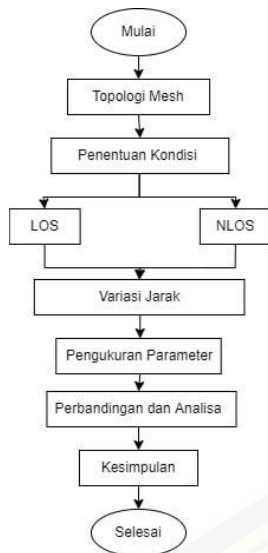 Mulai
Topologi Mesh
Penentuan Kondisi
LOS
NLOS
Variasi Jarak
Pengukuran Parameter
Perbandingan dan Analisa
Kesimpulan
Selesai